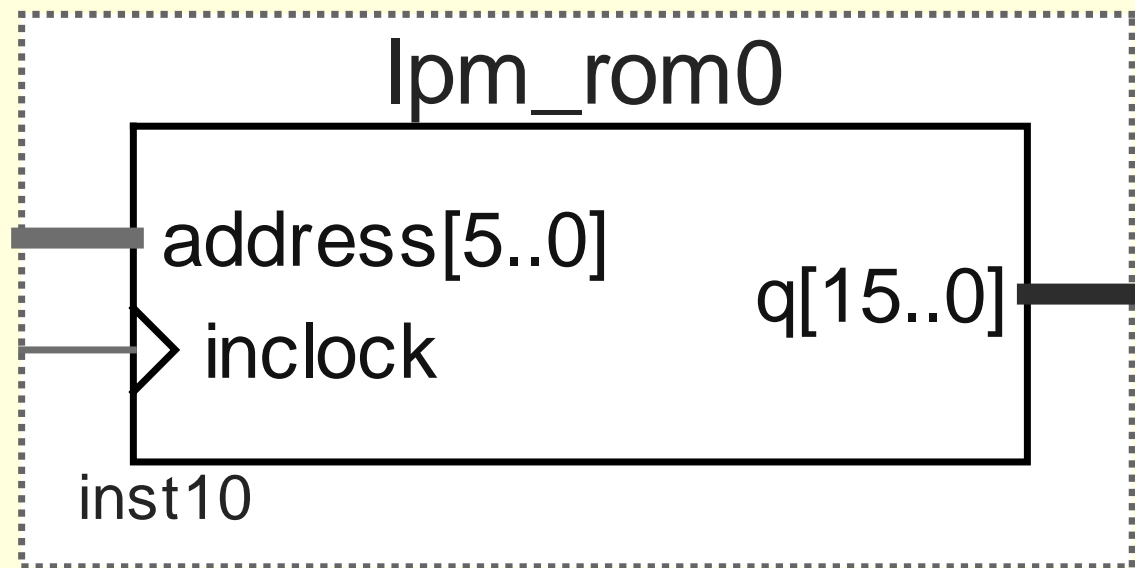 lpm_rom0
address[5..0]
q[15..0]
inclock
inst10